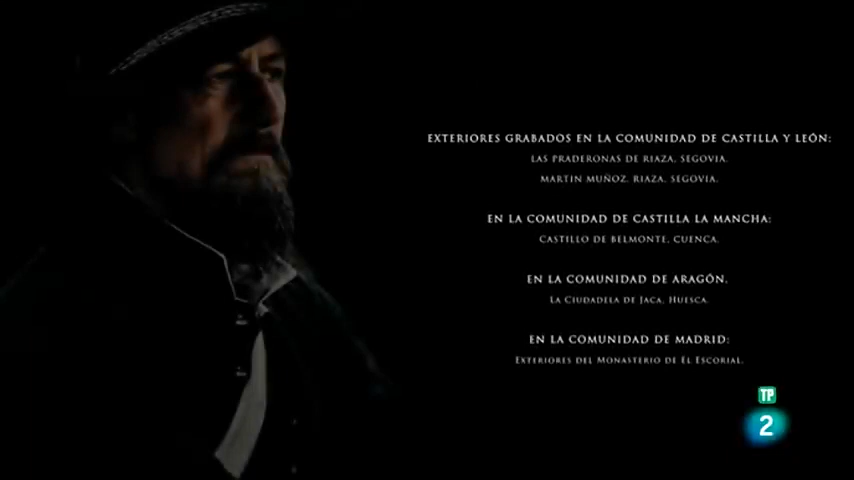 EXTERIORES GRABADOS EN LA COMUNIDAD DE CASTILLA Y LEÓN:
LAS PRADERONAS DE RIAZA, SEGOVIA.
MARTIN MUÑOZ. RIAZA, SEGOVIA.
EN LA COMUNIDAD DE CASTILLA LA MANCHA:
CASTILLO DE BELMONTE, CUENCA.
EN LA COMUNIDAD DE ARAGÓN.
LA CIUDADELA DE JACA, HUESCA.
EN LA COMUNIDAD DE MADRID:
EXTERIORES DEL MONASTERIO DE EL ESCORIAL.
TP
2